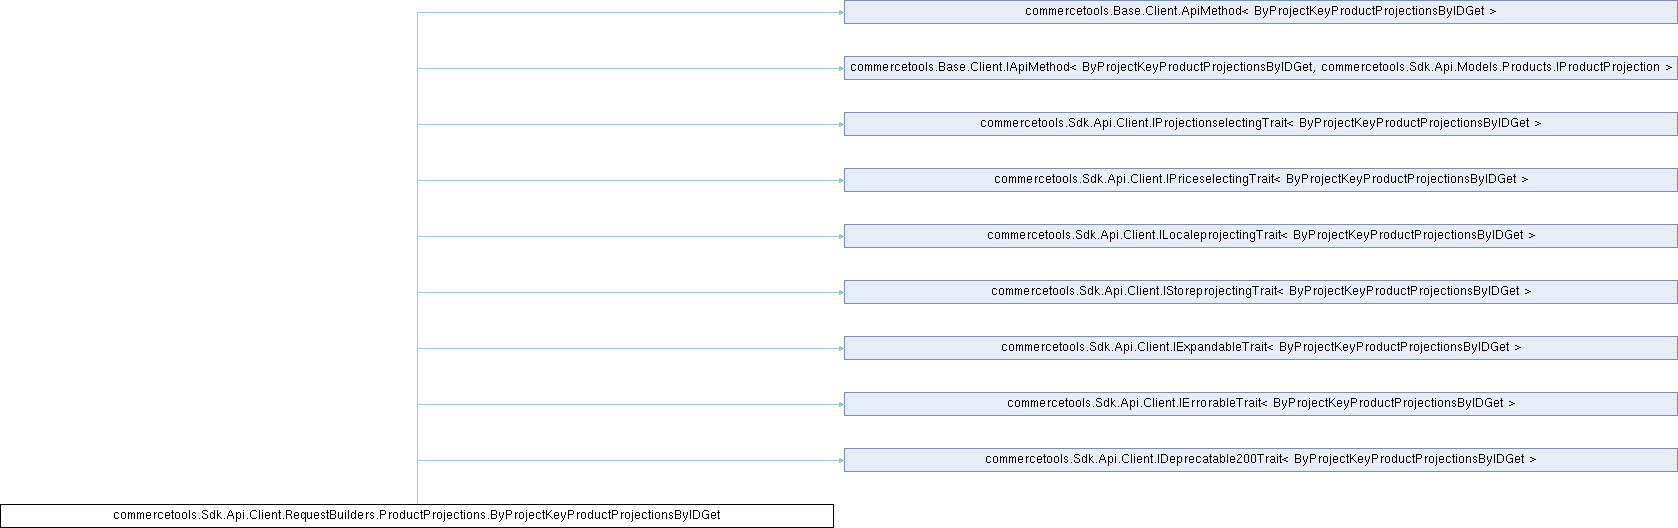 commercetools.Base.Client.ApiMethod< ByProjectKeyProductProjectionsByIDGet >
commercetools.Base.Client.IApiMethod< ByProjectKeyProductProjectionsByIDGet, commercetools.Sdk.Api.Models.Products.IProductProjection >
commercetools.Sdk.Api.Client.IProjectionselectingTrait< ByProjectKeyProductProjectionsByIDGet >
commercetools.Sdk.Api.Client.IPriceselectingTrait< ByProjectKeyProductProjectionsByIDGet >
commercetools.Sdk.Api.Client.ILocaleprojectingTrait< ByProjectKeyProductProjectionsByIDGet >
commercetools.Sdk.Api.Client.IStoreprojectingTrait< ByProjectKeyProductProjectionsByIDGet >
commercetools.Sdk.Api.Client.IExpandableTrait< ByProjectKeyProductProjectionsByIDGet >
commercetools.Sdk.Api.Client.IErrorableTrait< ByProjectKeyProductProjectionsByIDGet >
commercetools.Sdk.Api.Client.IDeprecatable200Trait< ByProjectKeyProductProjectionsByIDGet >
commercetools.Sdk.Api.Client.RequestBuilders.ProductProjections.ByProjectKeyProductProjectionsByIDGet